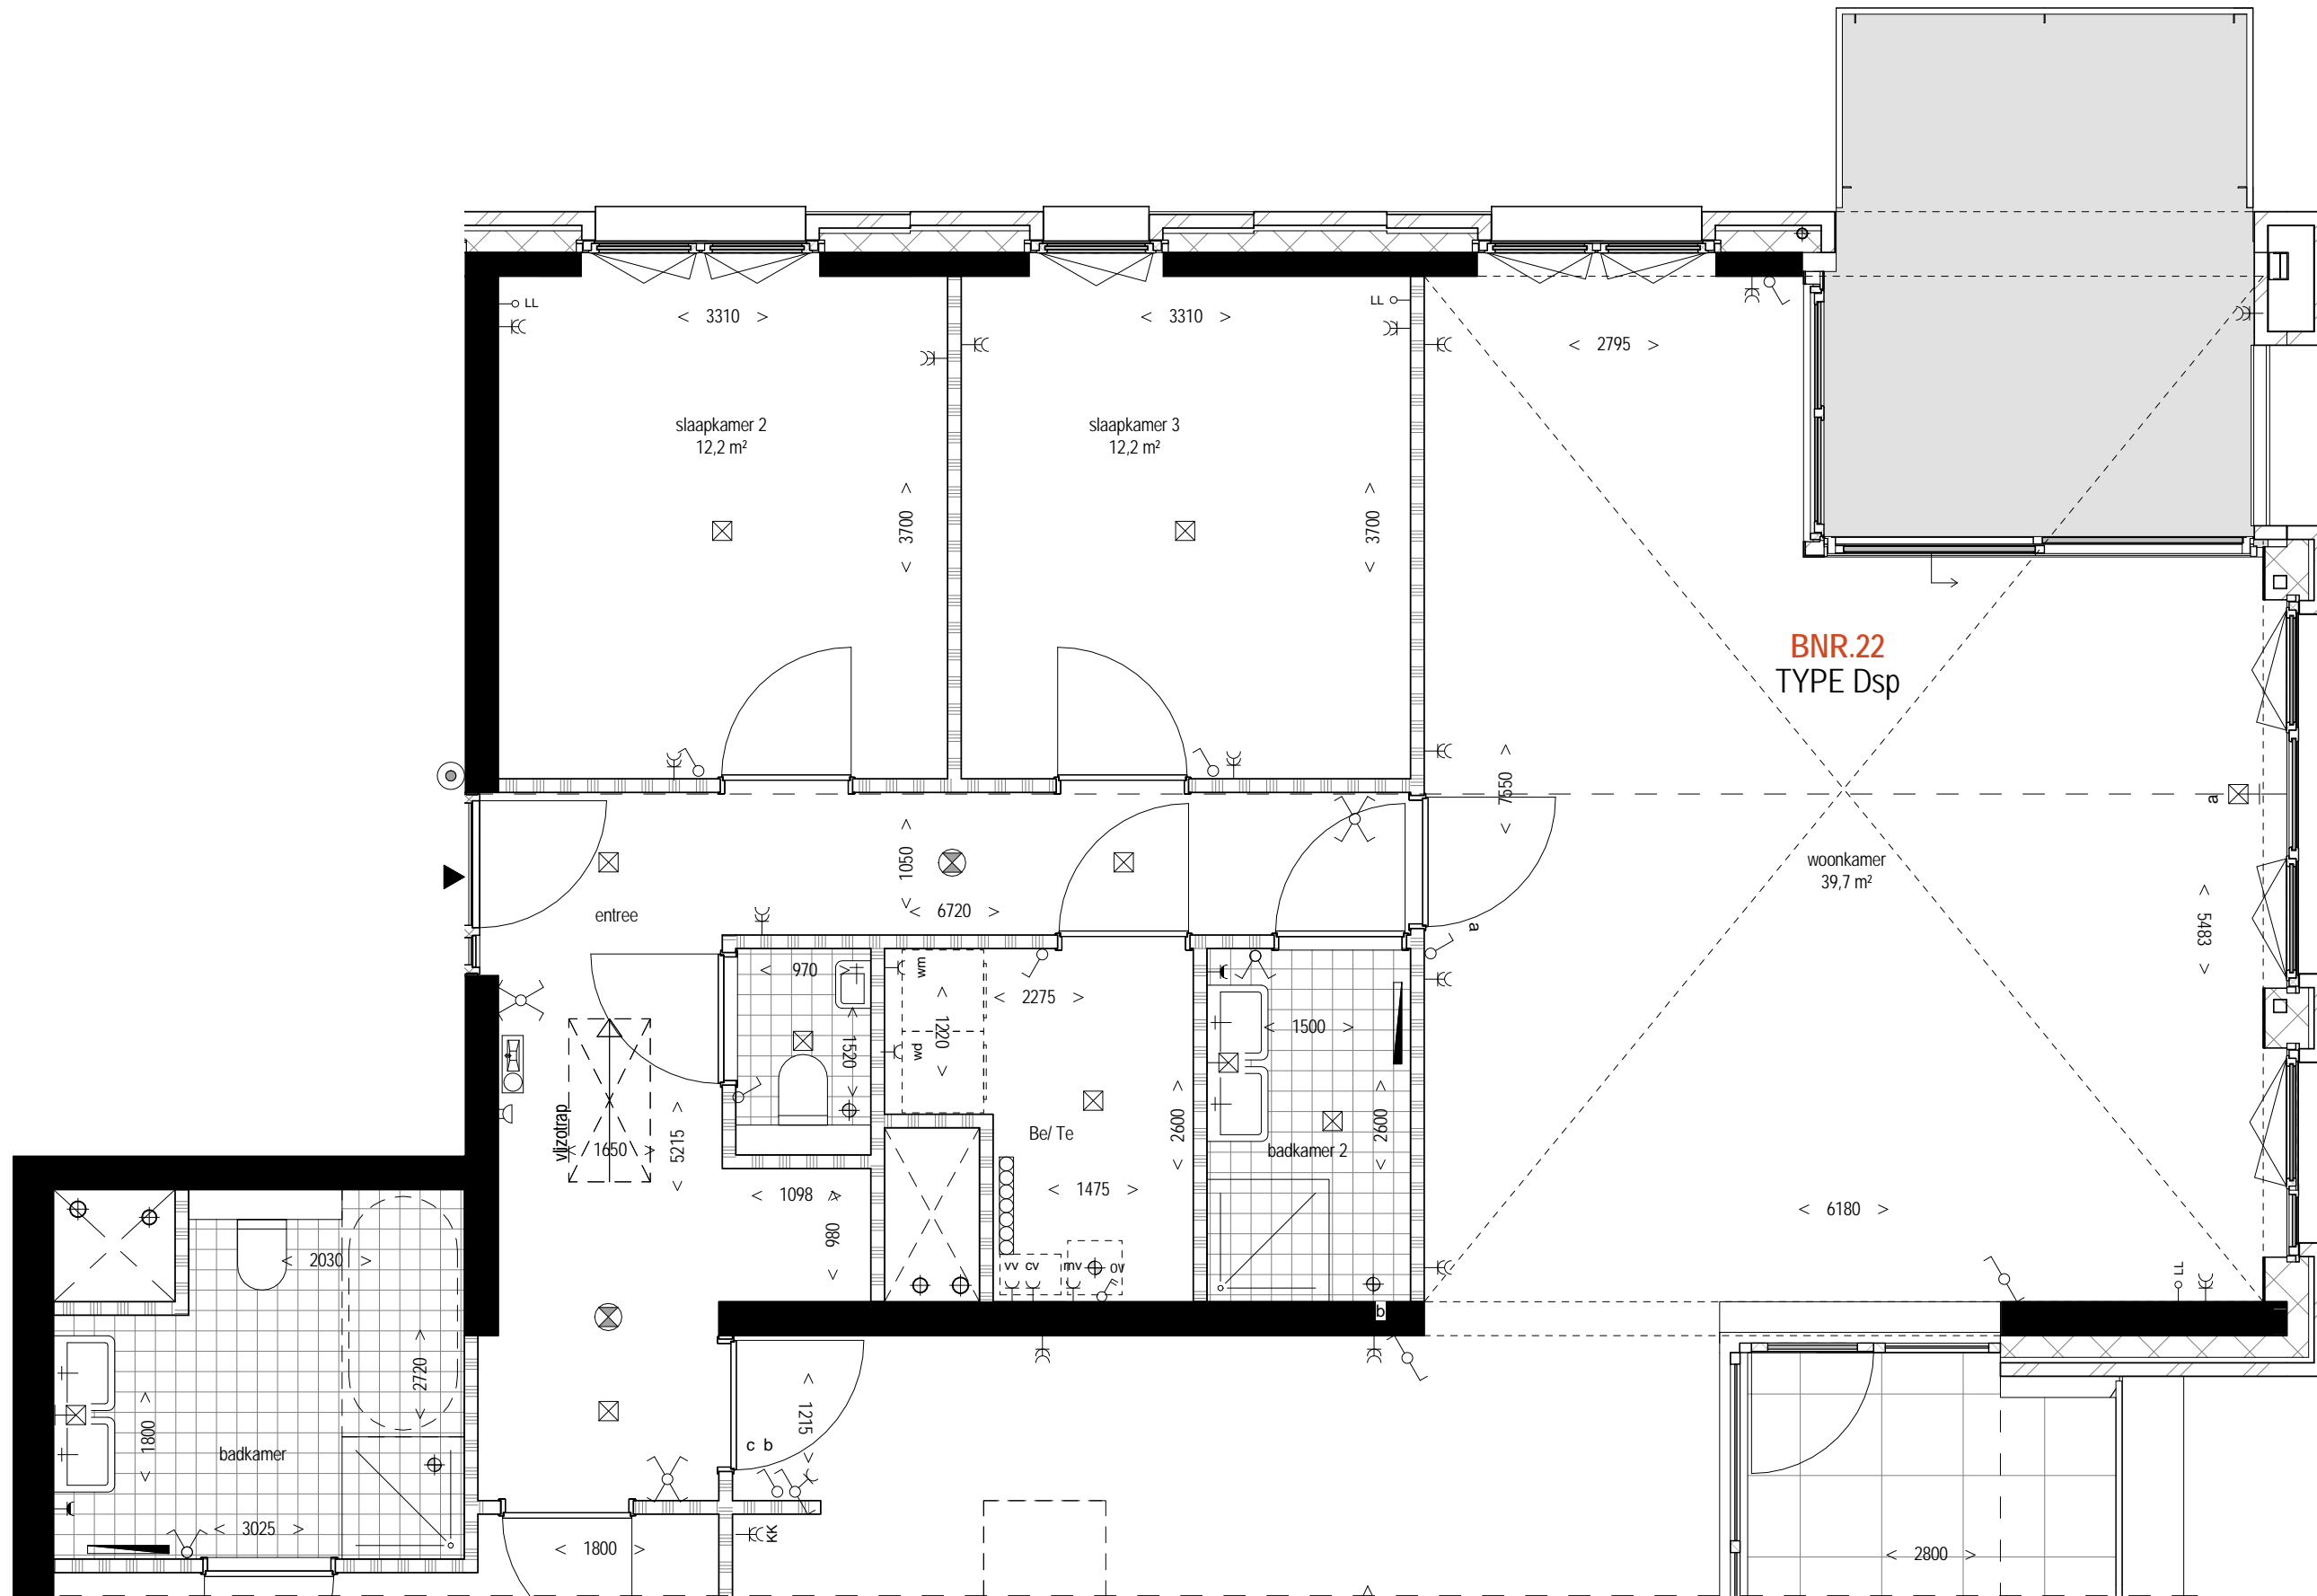 LL
< 3310 >
< 3310 >
LL
< 2795 >
slaapkamer 2
12,2 m²
slaapkamer 3
12,2 m²
< 3700 >
< 3700 >
BNR.22
TYPE Dsp
< 7550 >
a
woonkamer
39,7 m²
< 1050 >
< 6720 >
entree
a
< 5483 >
< 970 >
wm
< 2275 >
< 1220 >
< 1500 >
wd
< 1520 >
vlizotrap
< 1650 >
< 5215 >
Be/ Te
< 2600 >
badkamer 2
< 2600 >
< 1098 >
< 1475 >
< 980 >
< 6180 >
< 2030 >
vv cv mv ov
LL
b
< 2720 >
< 1800 >
< 1215 >
c b
badkamer
< 3025 >
KK
< 1800 >
< 2800 >